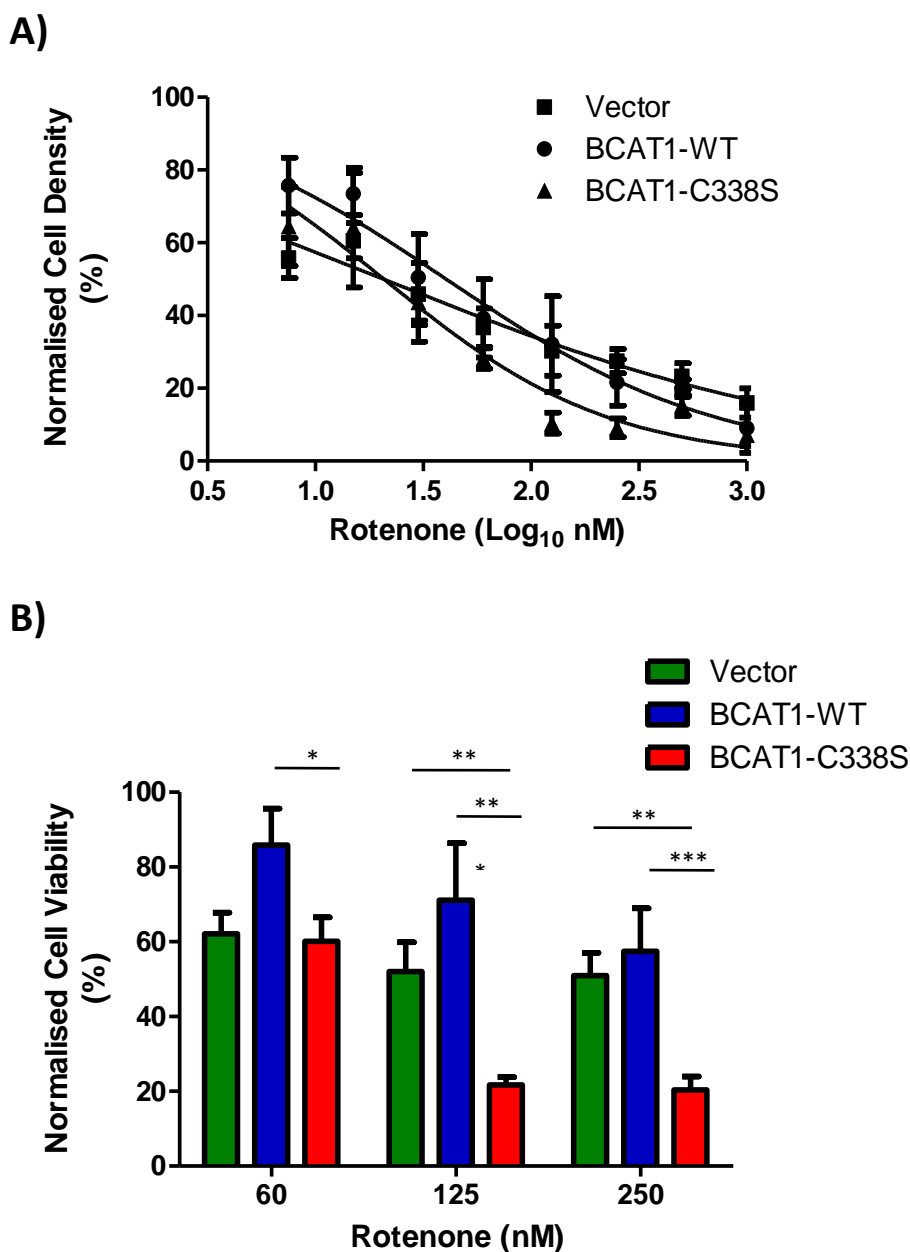 A)
Normalised Cell Density
(%)
100
80
60
40
20
0
Vector
BCAT1-WT
BCAT1-C338S
0.5
1.0
1.5
2.0
2.5
3.0
Rotenone (Log10 nM)
B)
Vector
BCAT1-WT
BCAT1-C338S
Normalised Cell Viability
(%)
100
80
60
40
20
0
*
**
**
*
**
***
60
125
250
Rotenone (nM)